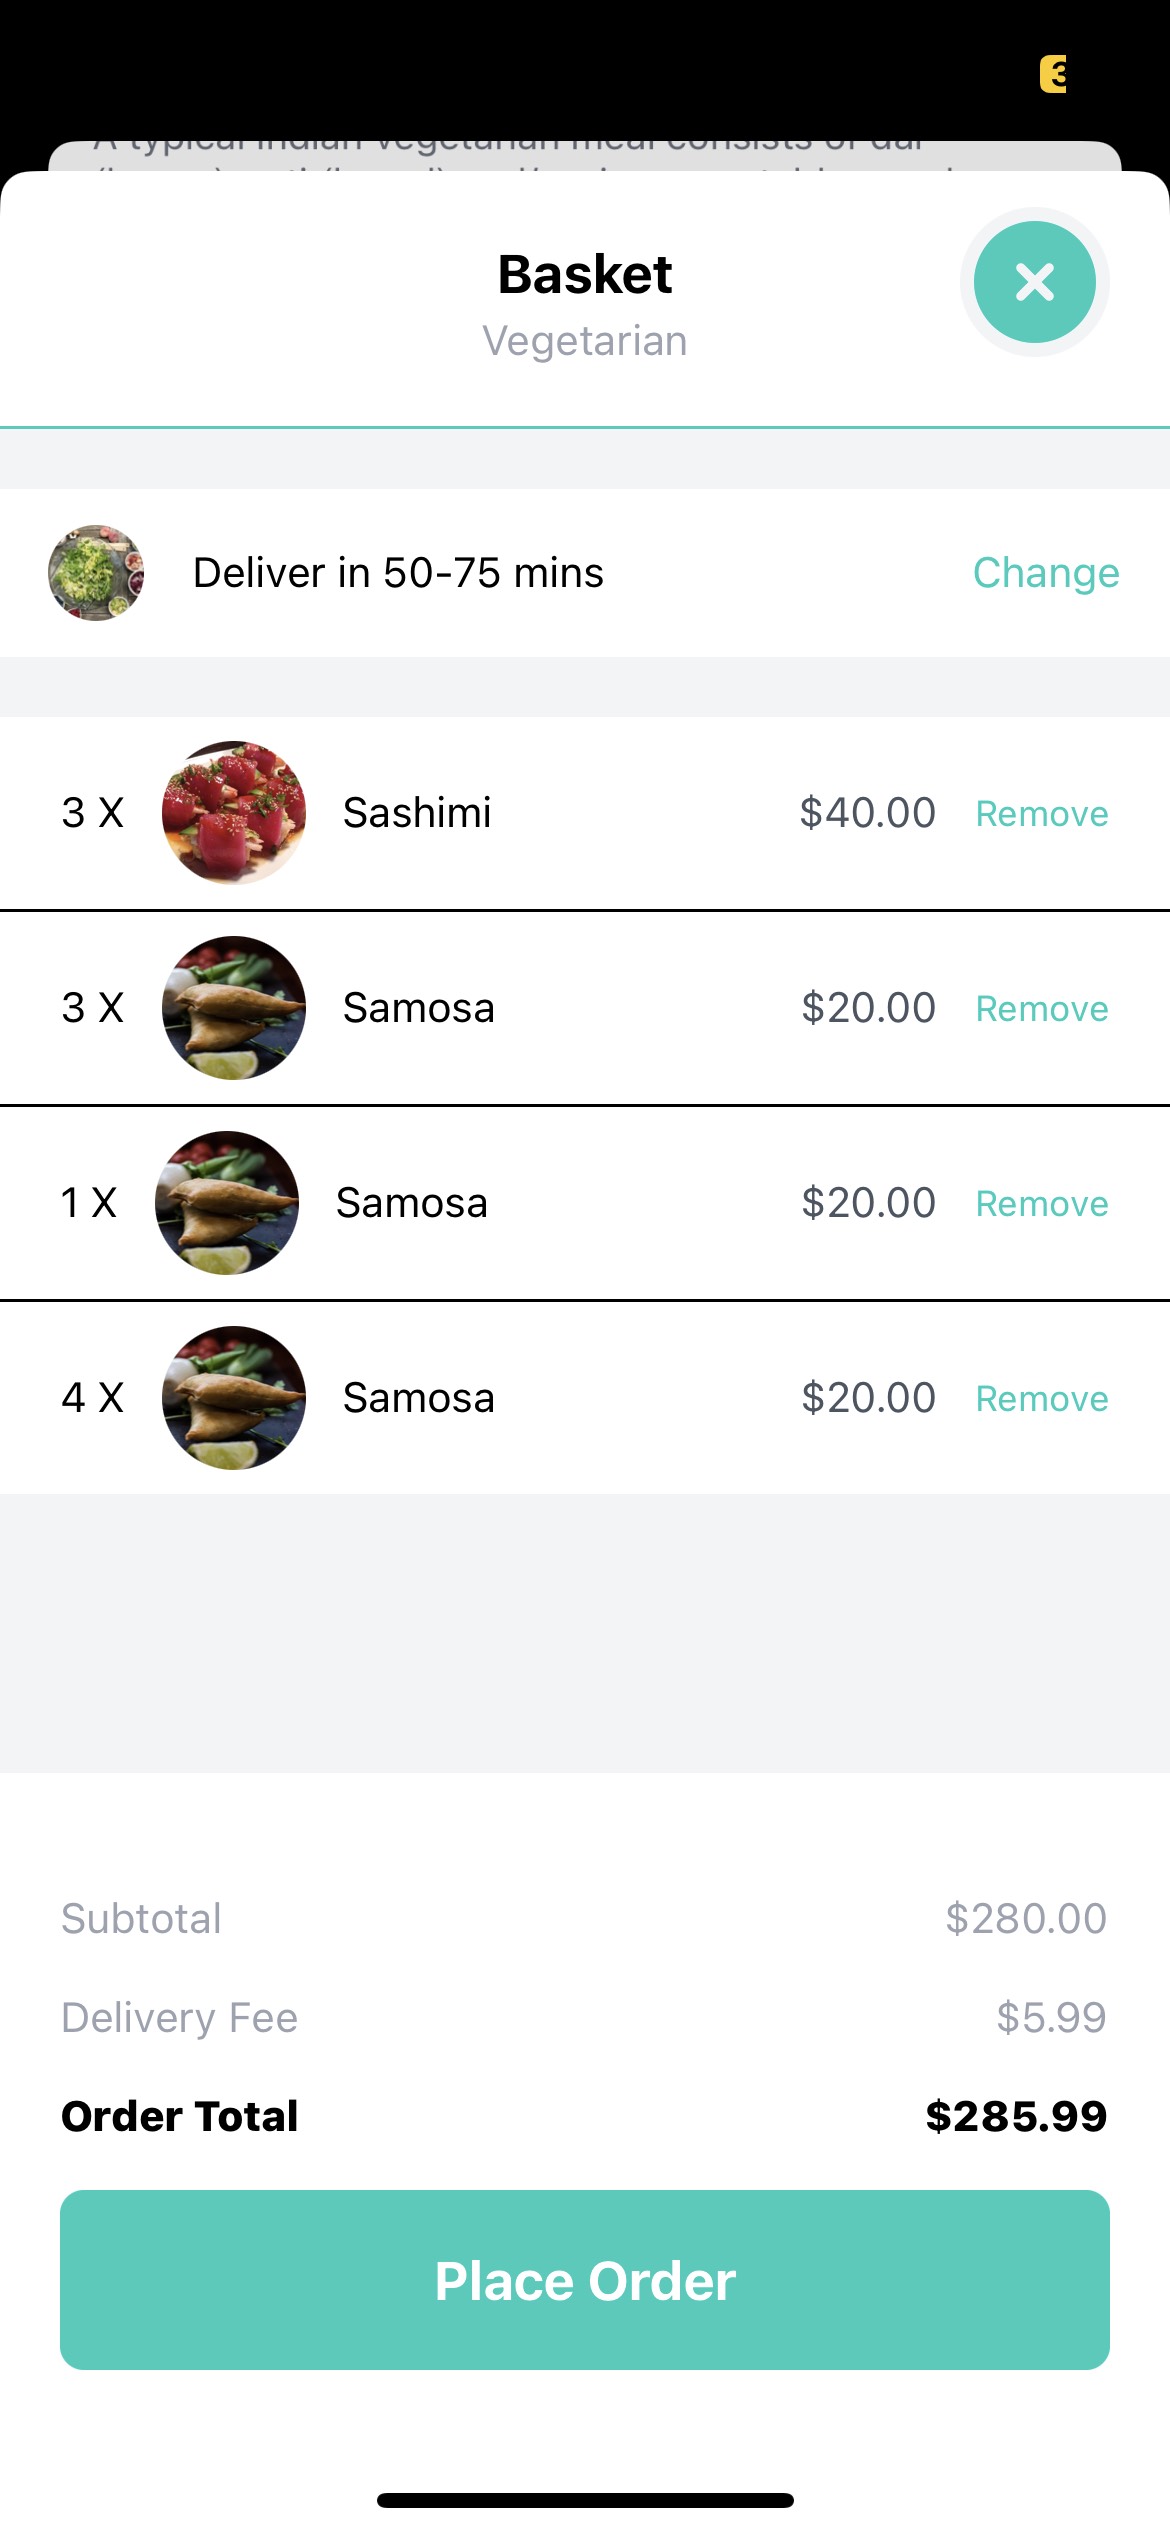 3
A typical Indian vegetarian meal consists of dal
Basket
Vegetarian
Deliver in 50-75 mins Change
3 X Sashimi $40.00 Remove
3 X Samosa $20.00 Remove
1 X Samosa $20.00 Remove
4 X Samosa $20.00 Remove
Subtotal $280.00
Delivery Fee $5.99
Order Total $285.99
Place Order